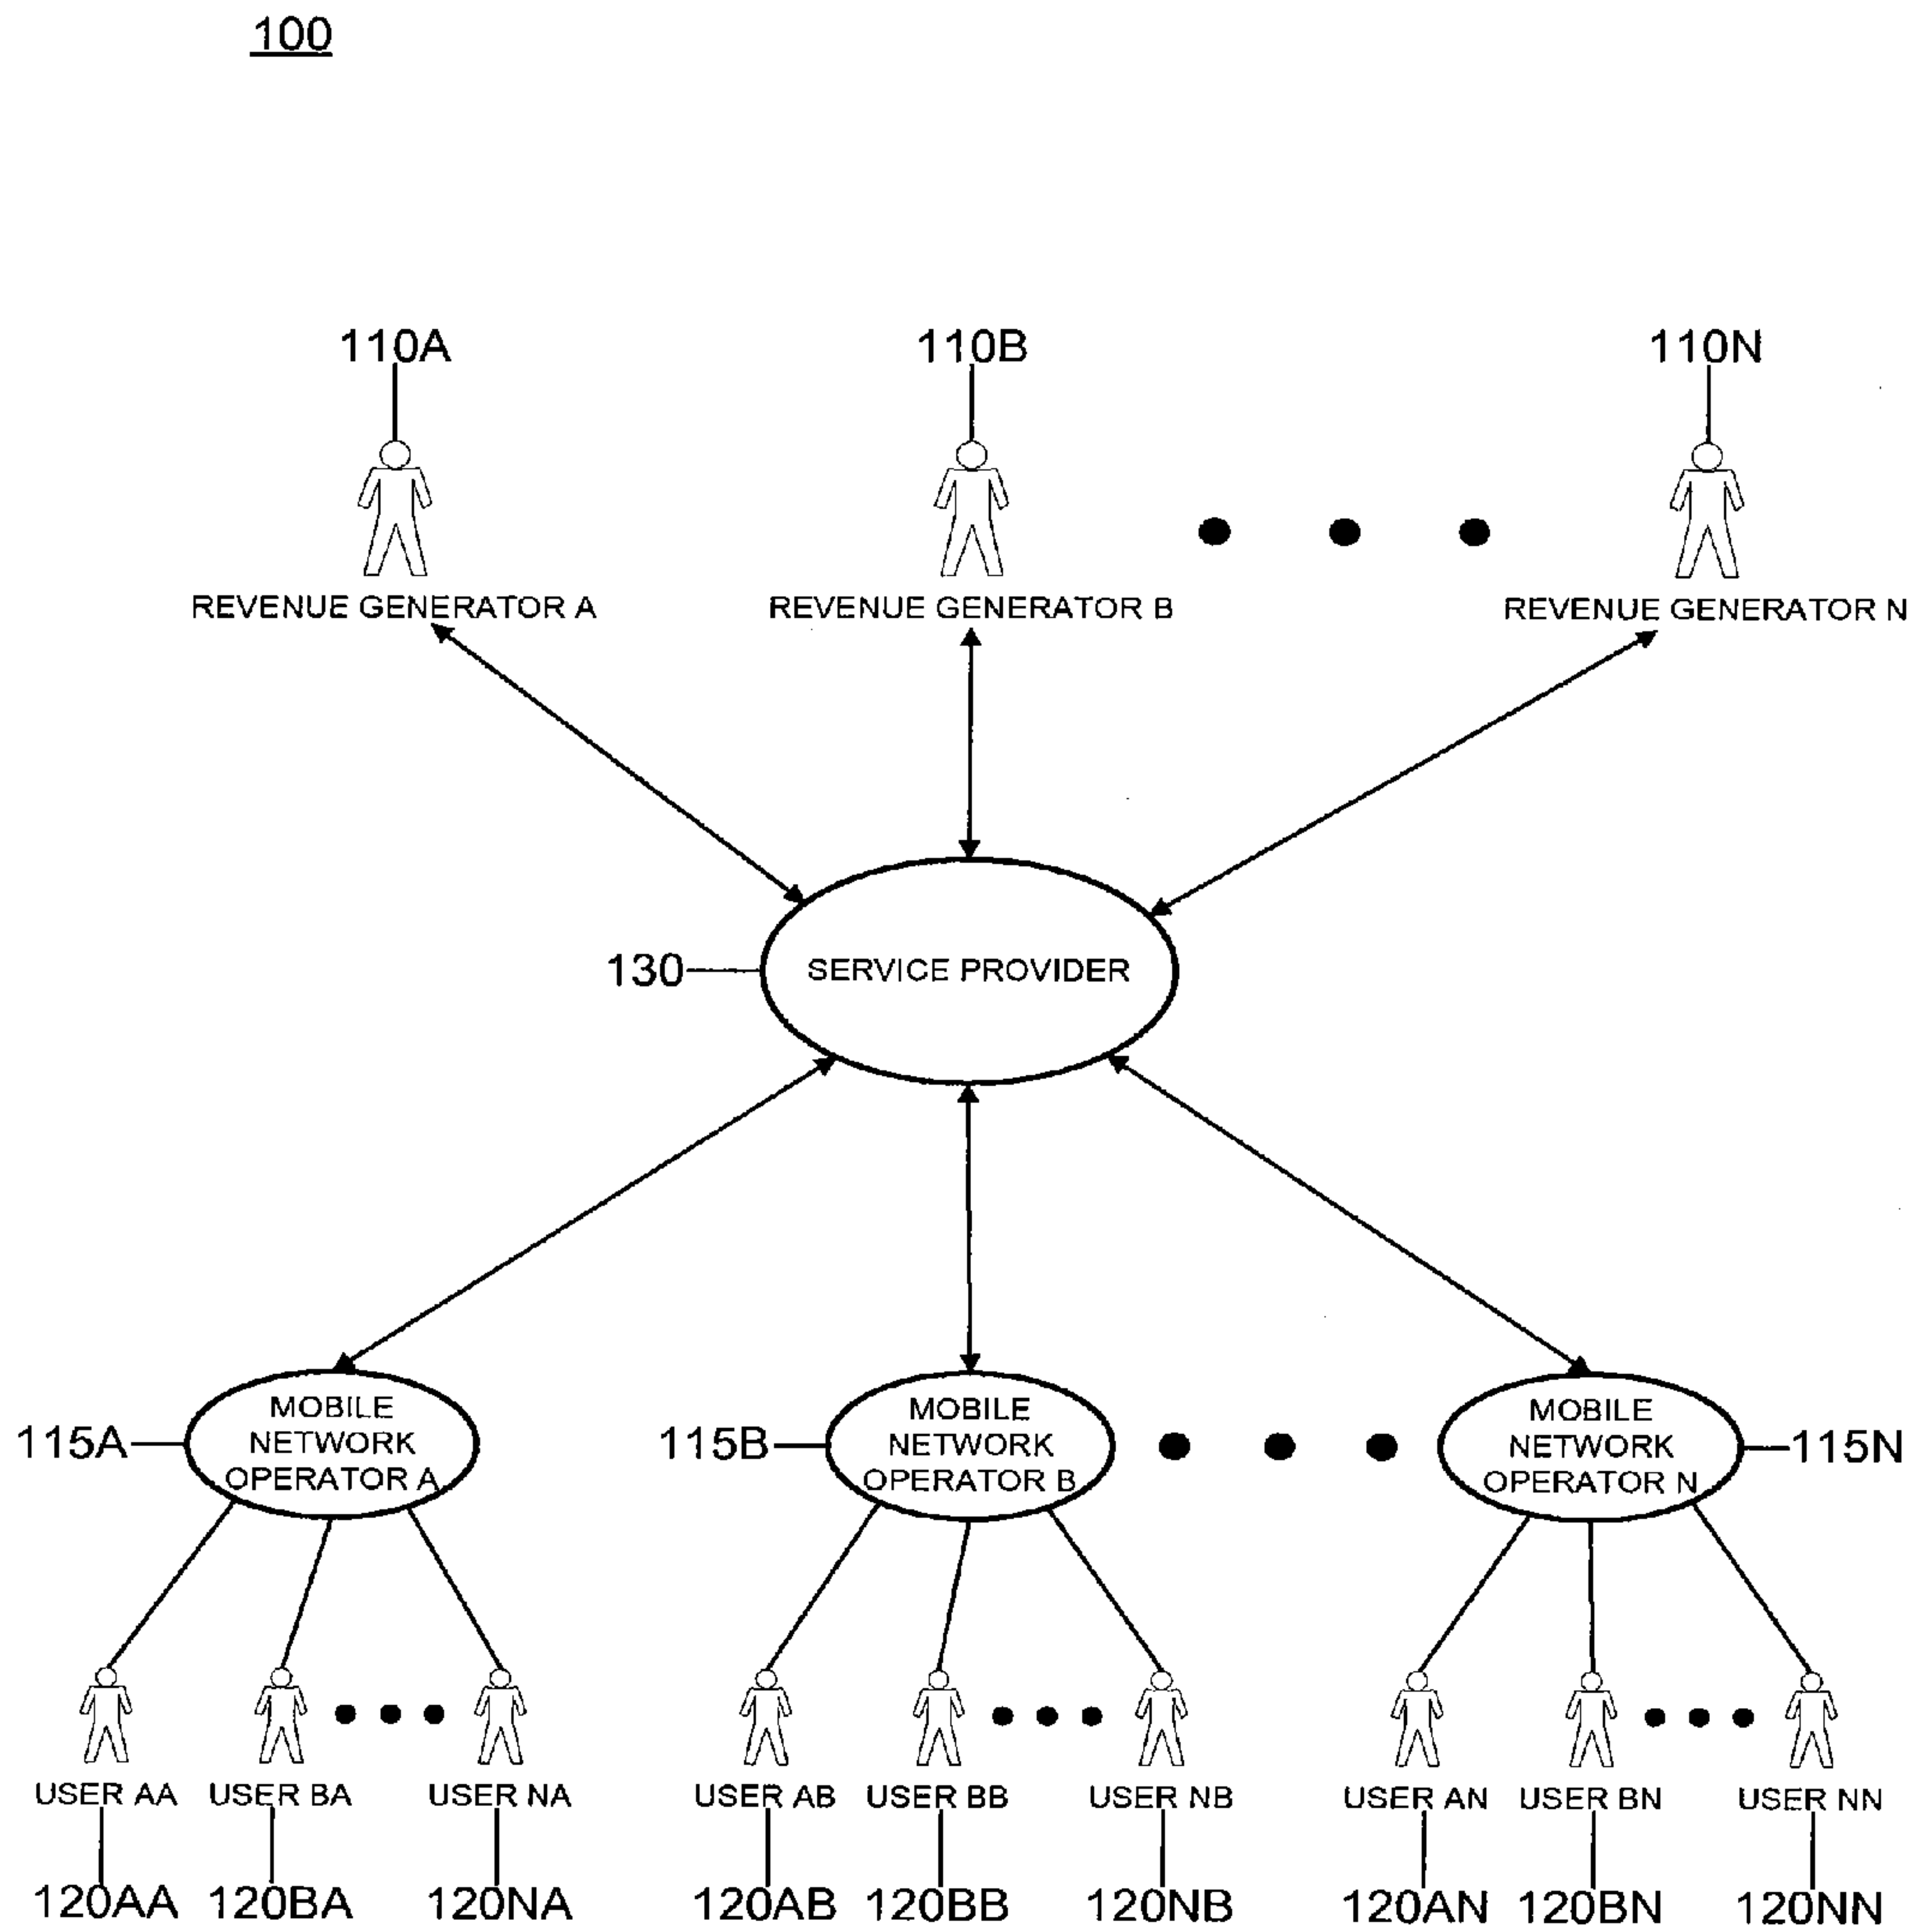 100
110A 110B 110N
REVENUE GENERATOR A REVENUE GENERATOR B REVENUE GENERATOR N
130 SERVICE PROVIDER
115A MOBILE NETWORK OPERATOR A
115B MOBILE NETWORK OPERATOR B
MOBILE NETWORK OPERATOR N 115N
USER AA USER BA USER NA USER AB USER BB USER NB USER AN USER BN USER NN
120AA 120BA 120NA 120AB 120BB 120NB 120AN 120BN 120NN